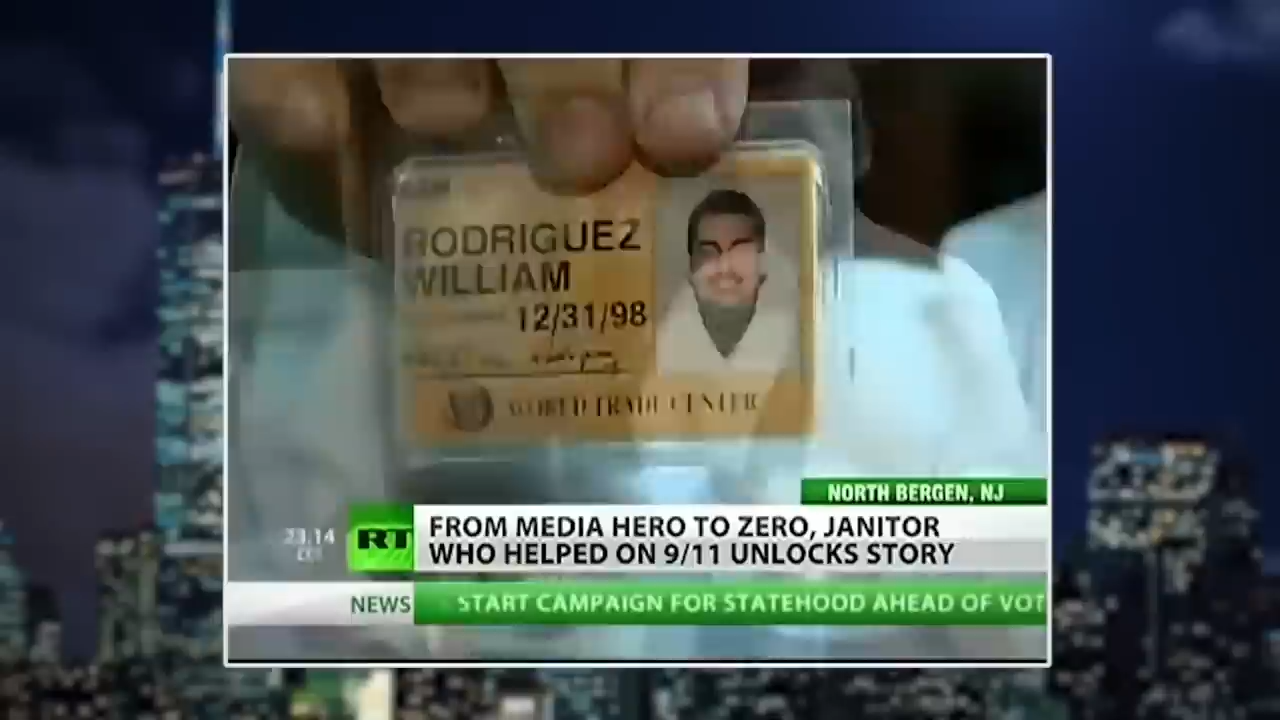 RODRIGUEZ
WILLIAM
12/31/98
WORLD TRADE CENTER
NORTH BERGEN, NJ
23.14
RT
FROM MEDIA HERO TO ZERO, JANITOR
WHO HELPED ON 9/11 UNLOCKS STORY
NEWS
START CAMPAIGN FOR STATEHOOD AHEAD OF VOT